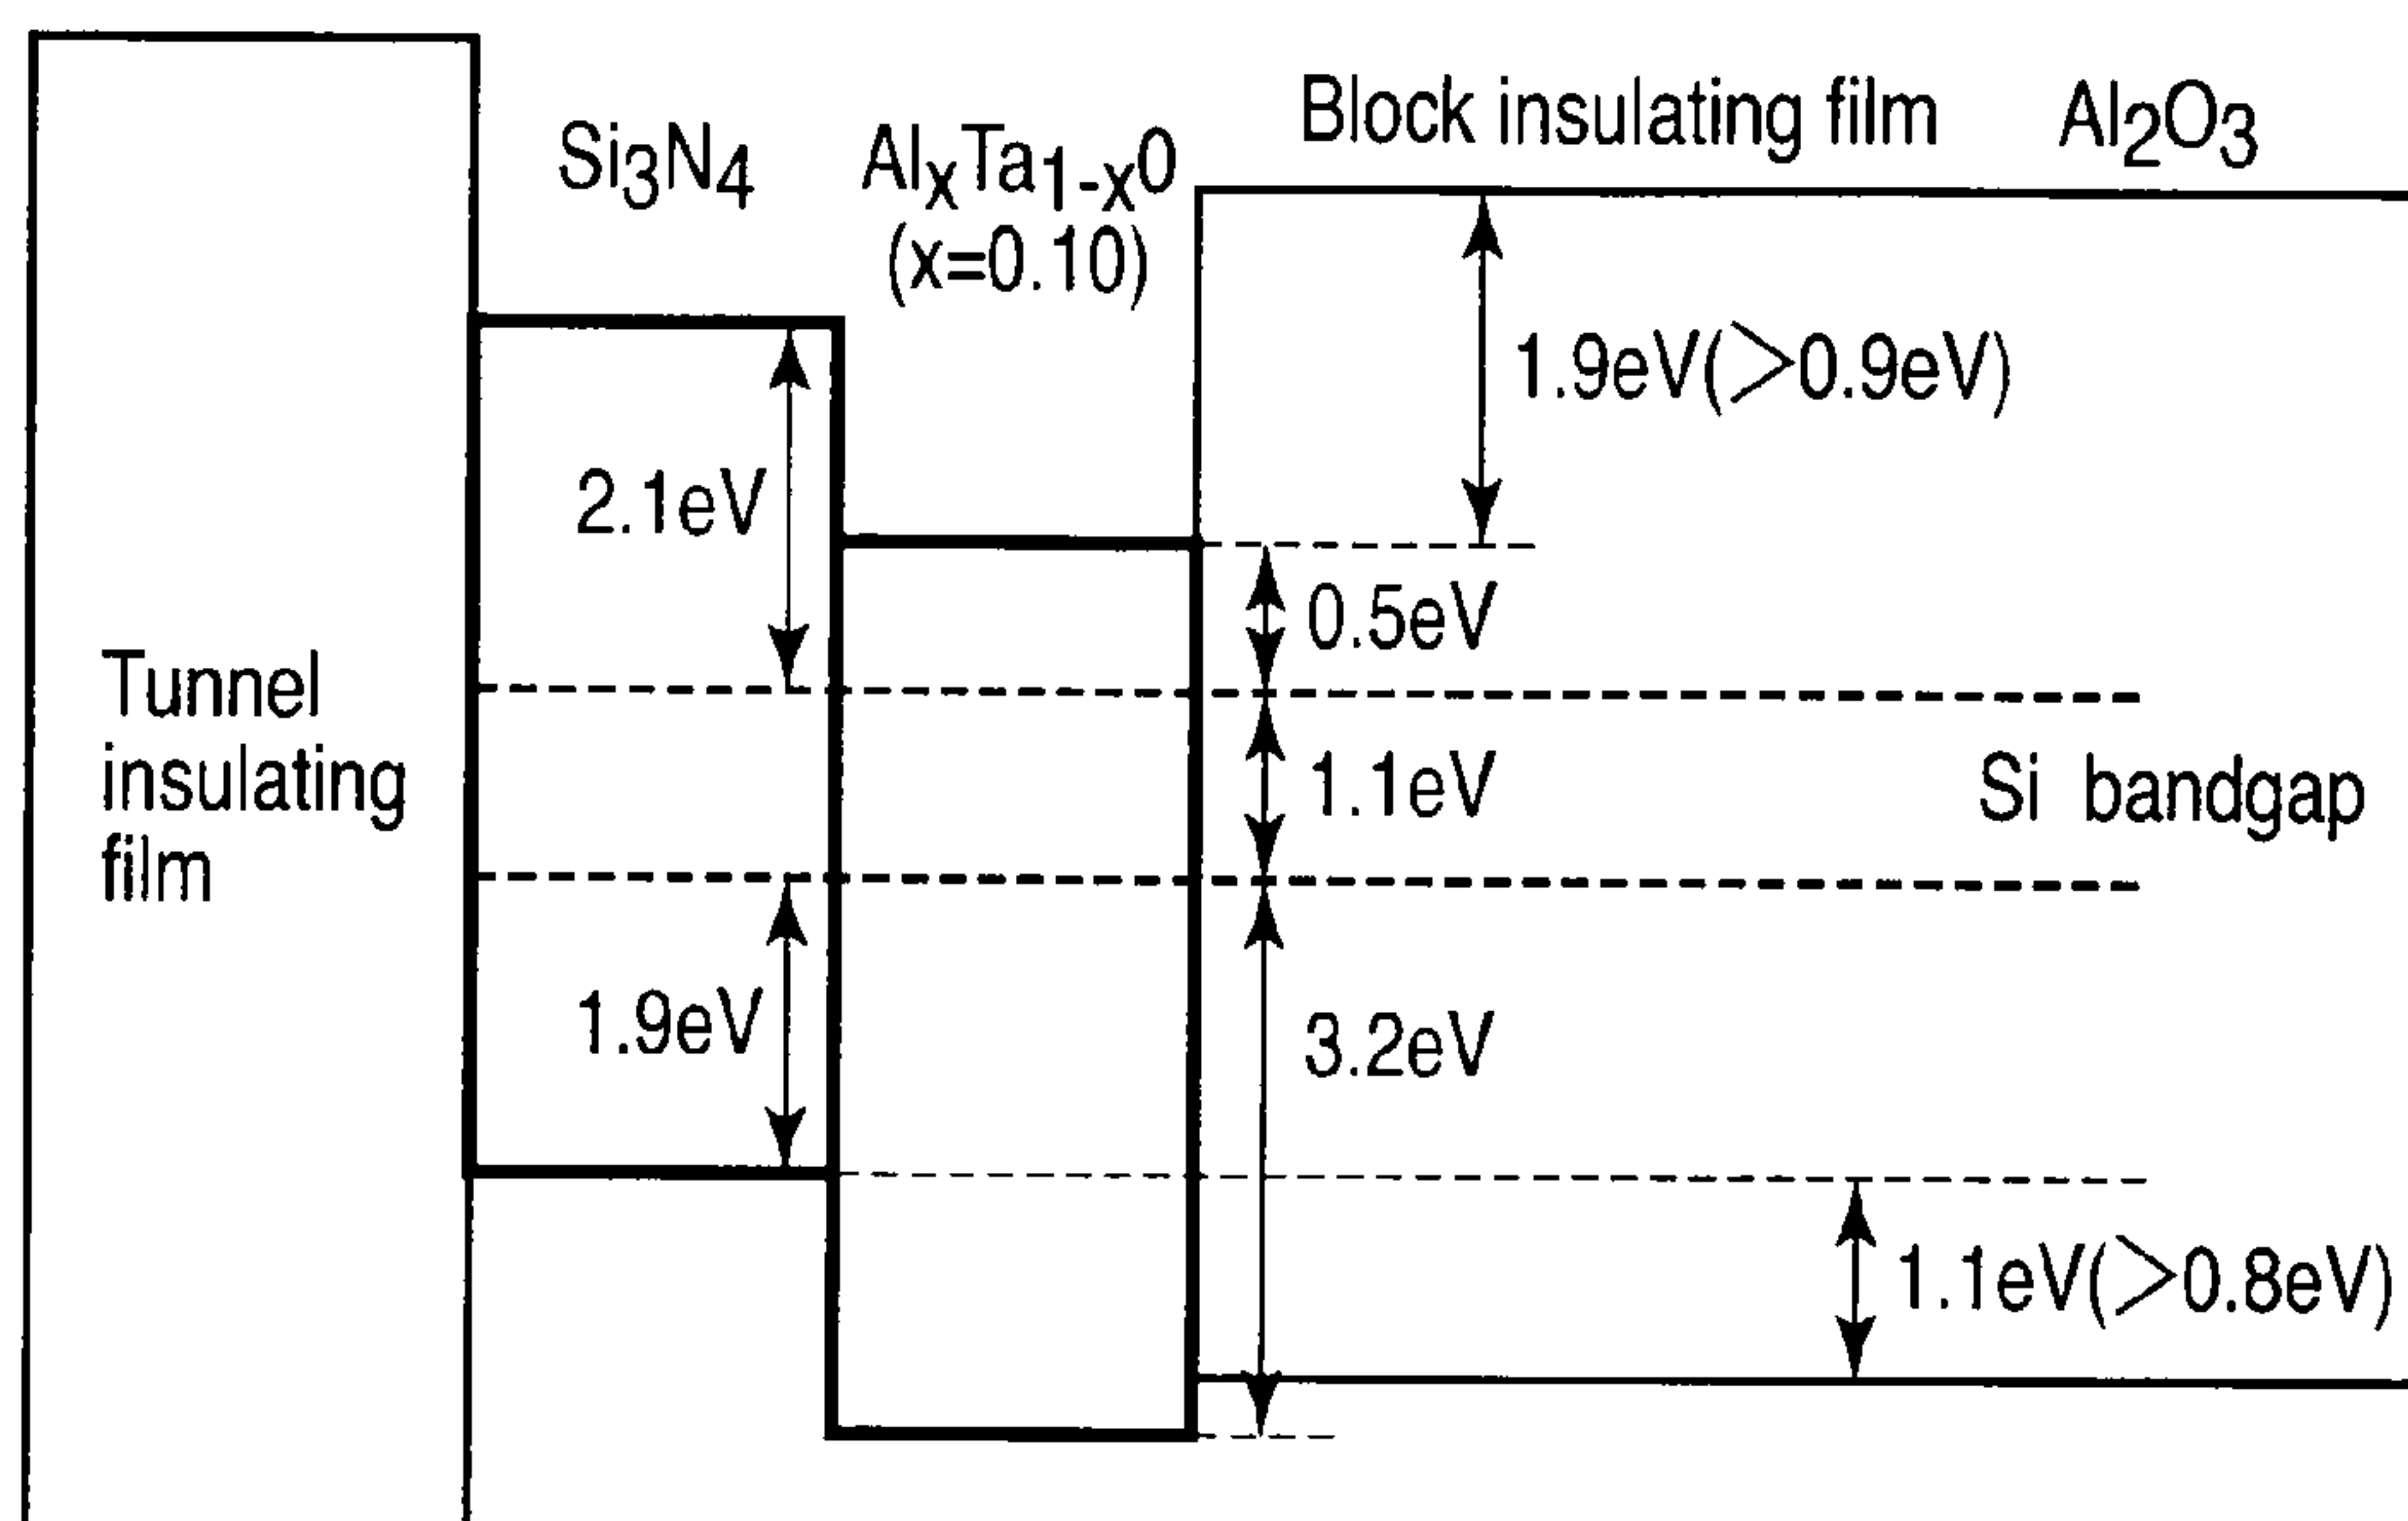 Block insulating film Al2O3
Si3N4
AlxTa1-xO
(x=0.10)
1.9eV(>0.9eV)
2.1eV
0.5eV
Tunnel
insulating
film
1.1eV
Si bandgap
1.9eV
3.2eV
1.1eV(>0.8eV)